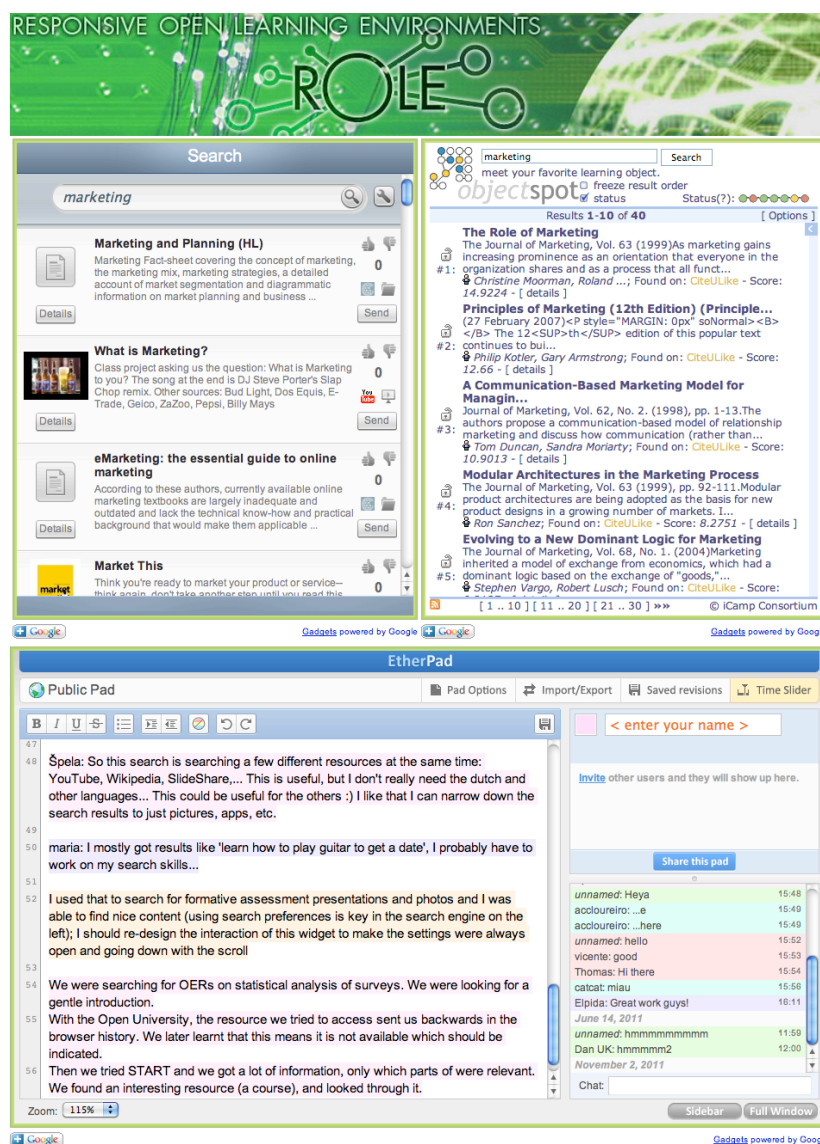 RESPONSIVE OPEN LEARNING ENVIRONMENTS
ROLE
Search
marketing
Marketing and Planning (HL)
Marketing Fact-sheet covering the concept of marketing,
the marketing mix, marketing strategies, a detailed
account of market segmentation and diagrammatic
information on market planning and business ...
0
Details
Send
What is Marketing?
Class project asking us the question: What is Marketing
to you? The song at the end is DJ Steve Porter's Slap
Chop remix. Other sources: Bud Light, Dos Equis, E-
Trade, Geico, ZaZoo, Pepsi, Billy Mays
0
You Tube
Details
Send
eMarketing: the essential guide to online
marketing
According to these authors, currently available online
marketing textbooks are largely inadequate and
outdated and lack the technical know-how and practical
background that would make them applicable ...
0
Details
Send
Market This
Think you're ready to market your product or service--
think again, don't take another step until you read this
0
market
Google
Gadgets powered by Google
marketing
Search
meet your favorite learning object.
objectspot
freeze result order
status
Status(?):
Results 1-10 of 40
[ Options ]
The Role of Marketing
The Journal of Marketing, Vol. 63 (1999)As marketing gains
increasing prominence as an orientation that everyone in the
#1: organization shares and as a process that all funct...
Christine Moorman, Roland ...; Found on: CiteULike - Score:
14.9224 - [ details ]
Principles of Marketing (12th Edition) (Principle...
(27 February 2007)<P style="MARGIN: 0px" soNormal><B>
</B> The 12<SUP>th</SUP> edition of this popular text
#2: continues to bui...
Philip Kotler, Gary Armstrong; Found on: CiteULike - Score:
12.66 - [ details ]
A Communication-Based Marketing Model for
Managin...
Journal of Marketing, Vol. 62, No. 2. (1998), pp. 1-13.The
authors propose a communication-based model of relationship
#3: marketing and discuss how communication (rather than...
Tom Duncan, Sandra Moriarty; Found on: CiteULike - Score:
10.9013 - [ details ]
Modular Architectures in the Marketing Process
The Journal of Marketing, Vol. 63 (1999), pp. 92-111.Modular
product architectures are being adopted as the basis for new
#4: product designs in a growing number of markets. I...
Ron Sanchez; Found on: CiteULike - Score: 8.2751 - [ details ]
Evolving to a New Dominant Logic for Marketing
The Journal of Marketing, Vol. 68, No. 1. (2004)Marketing
inherited a model of exchange from economics, which had a
#5: dominant logic based on the exchange of "goods,"...
Stephen Vargo, Robert Lusch; Found on: CiteULike - Score:
[ 1 .. 10 ] [ 11 .. 20 ] [ 21 .. 30 ] »»
© iCamp Consortium
Google
Gadgets powered by Goog
EtherPad
Public Pad
Pad Options
Import/Export
Saved revisions
Time Slider
B I U S
47
48 Špela: So this search is searching a few different resources at the same time:
YouTube, Wikipedia, SlideShare,... This is useful, but I don't really need the dutch and
other languages... This could be useful for the others :) I like that I can narrow down the
search results to just pictures, apps, etc.
49
50 maria: I mostly got results like 'learn how to play guitar to get a date', I probably have to
work on my search skills...
51
52 I used that to search for formative assessment presentations and photos and I was
able to find nice content (using search preferences is key in the search engine on the
left); I should re-design the interaction of this widget to make the settings were always
open and going down with the scroll
53
54 We were searching for OERs on statistical analysis of surveys. We were looking for a
gentle introduction.
55 With the Open University, the resource we tried to access sent us backwards in the
browser history. We later learnt that this means it is not available which should be
indicated.
56 Then we tried START and we got a lot of information, only which parts of were relevant.
We found an interesting resource (a course), and looked through it.
Zoom: 115%
< enter your name >
Invite other users and they will show up here.
Share this pad
unnamed: Heya 15:48
accloureiro: ...e 15:49
accloureiro: ...here 15:49
unnamed: hello 15:52
vicente: good 15:53
Thomas: Hi there 15:54
catcat: miau 15:56
Elpida: Great work guys! 16:11
June 14, 2011
unnamed: hmmmmmmmmm 11:59
Dan UK: hmmmmm2 12:00
November 2, 2011
Chat:
Sidebar
Full Window
Google
Gadgets powered by Goog